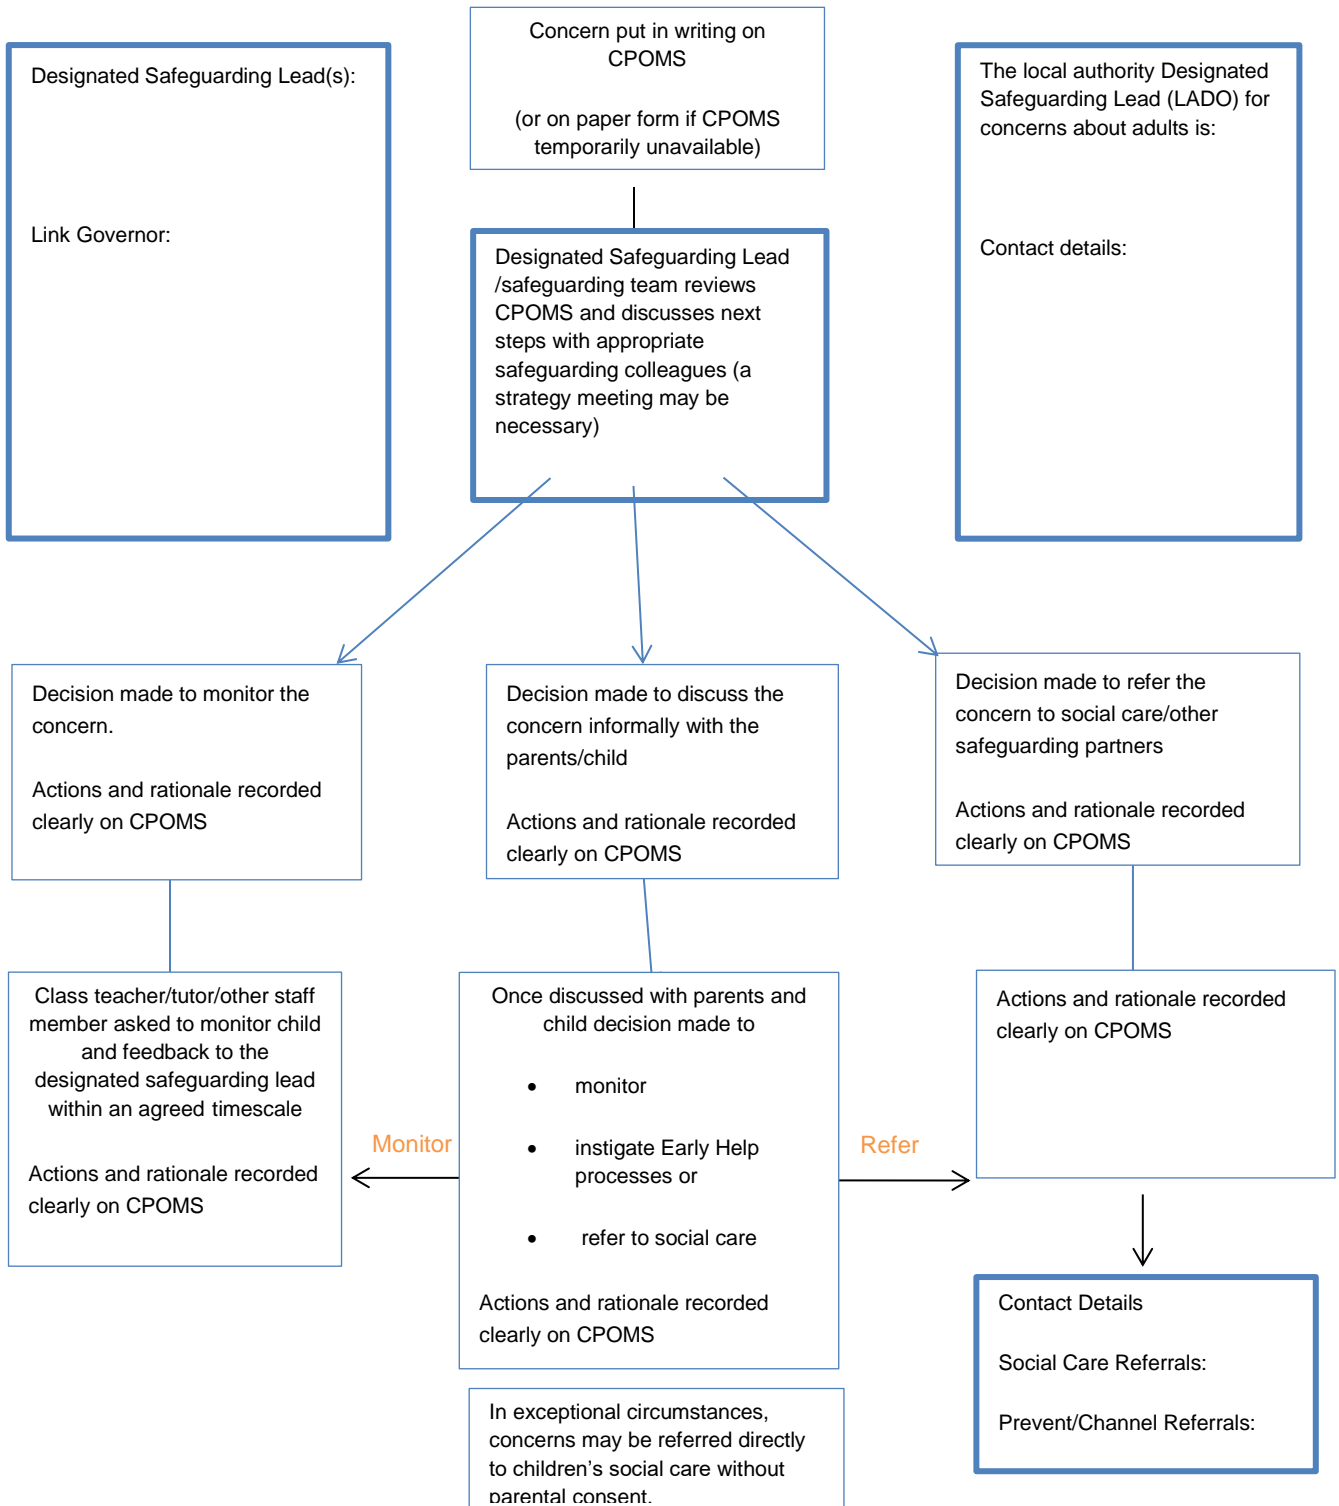 Concern put in writing on
CPOMS
(or on paper form if CPOMS
temporarily unavailable)
Designated Safeguarding Lead(s):
Link Governor:
The local authority Designated
Safeguarding Lead (LADO) for
concerns about adults is:
Contact details:
Designated Safeguarding Lead
/safeguarding team reviews
CPOMS and discusses next
steps with appropriate
safeguarding colleagues (a
strategy meeting may be
necessary)
Decision made to monitor the
concern.
Actions and rationale recorded
clearly on CPOMS
Decision made to discuss the
concern informally with the
parents/child
Actions and rationale recorded
clearly on CPOMS
Decision made to refer the
concern to social care/other
safeguarding partners
Actions and rationale recorded
clearly on CPOMS
Class teacher/tutor/other staff
member asked to monitor child
and feedback to the
designated safeguarding lead
within an agreed timescale
Actions and rationale recorded
clearly on CPOMS
Monitor
Once discussed with parents and
child decision made to
• monitor
• instigate Early Help
processes or
• refer to social care
Actions and rationale recorded
clearly on CPOMS
Refer
Actions and rationale recorded
clearly on CPOMS
Contact Details
Social Care Referrals:
Prevent/Channel Referrals:
In exceptional circumstances,
concerns may be referred directly
to children’s social care without
parental consent.